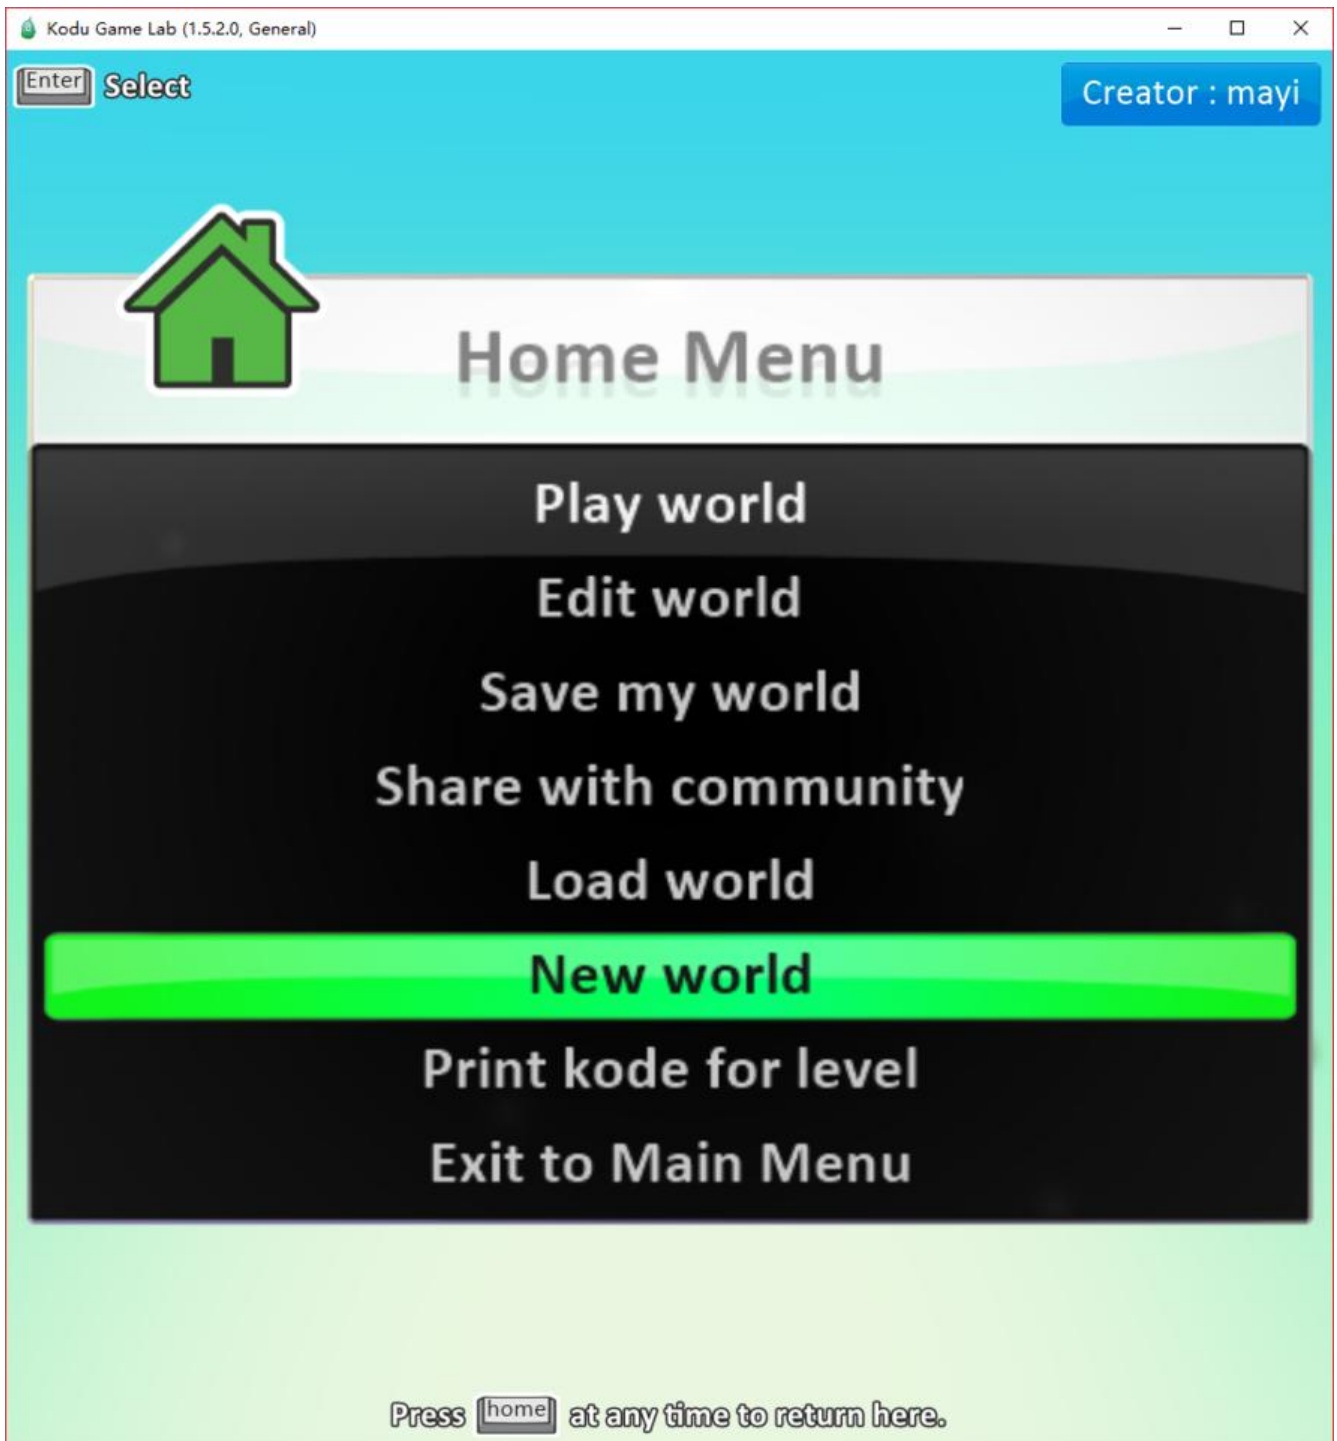 Kodu Game Lab (1.5.2.0, General)
Enter Select
Creator : mayi
Home Menu
Play world
Edit world
Save my world
Share with community
Load world
New world
Print kode for level
Exit to Main Menu
Press home at any time to return here.